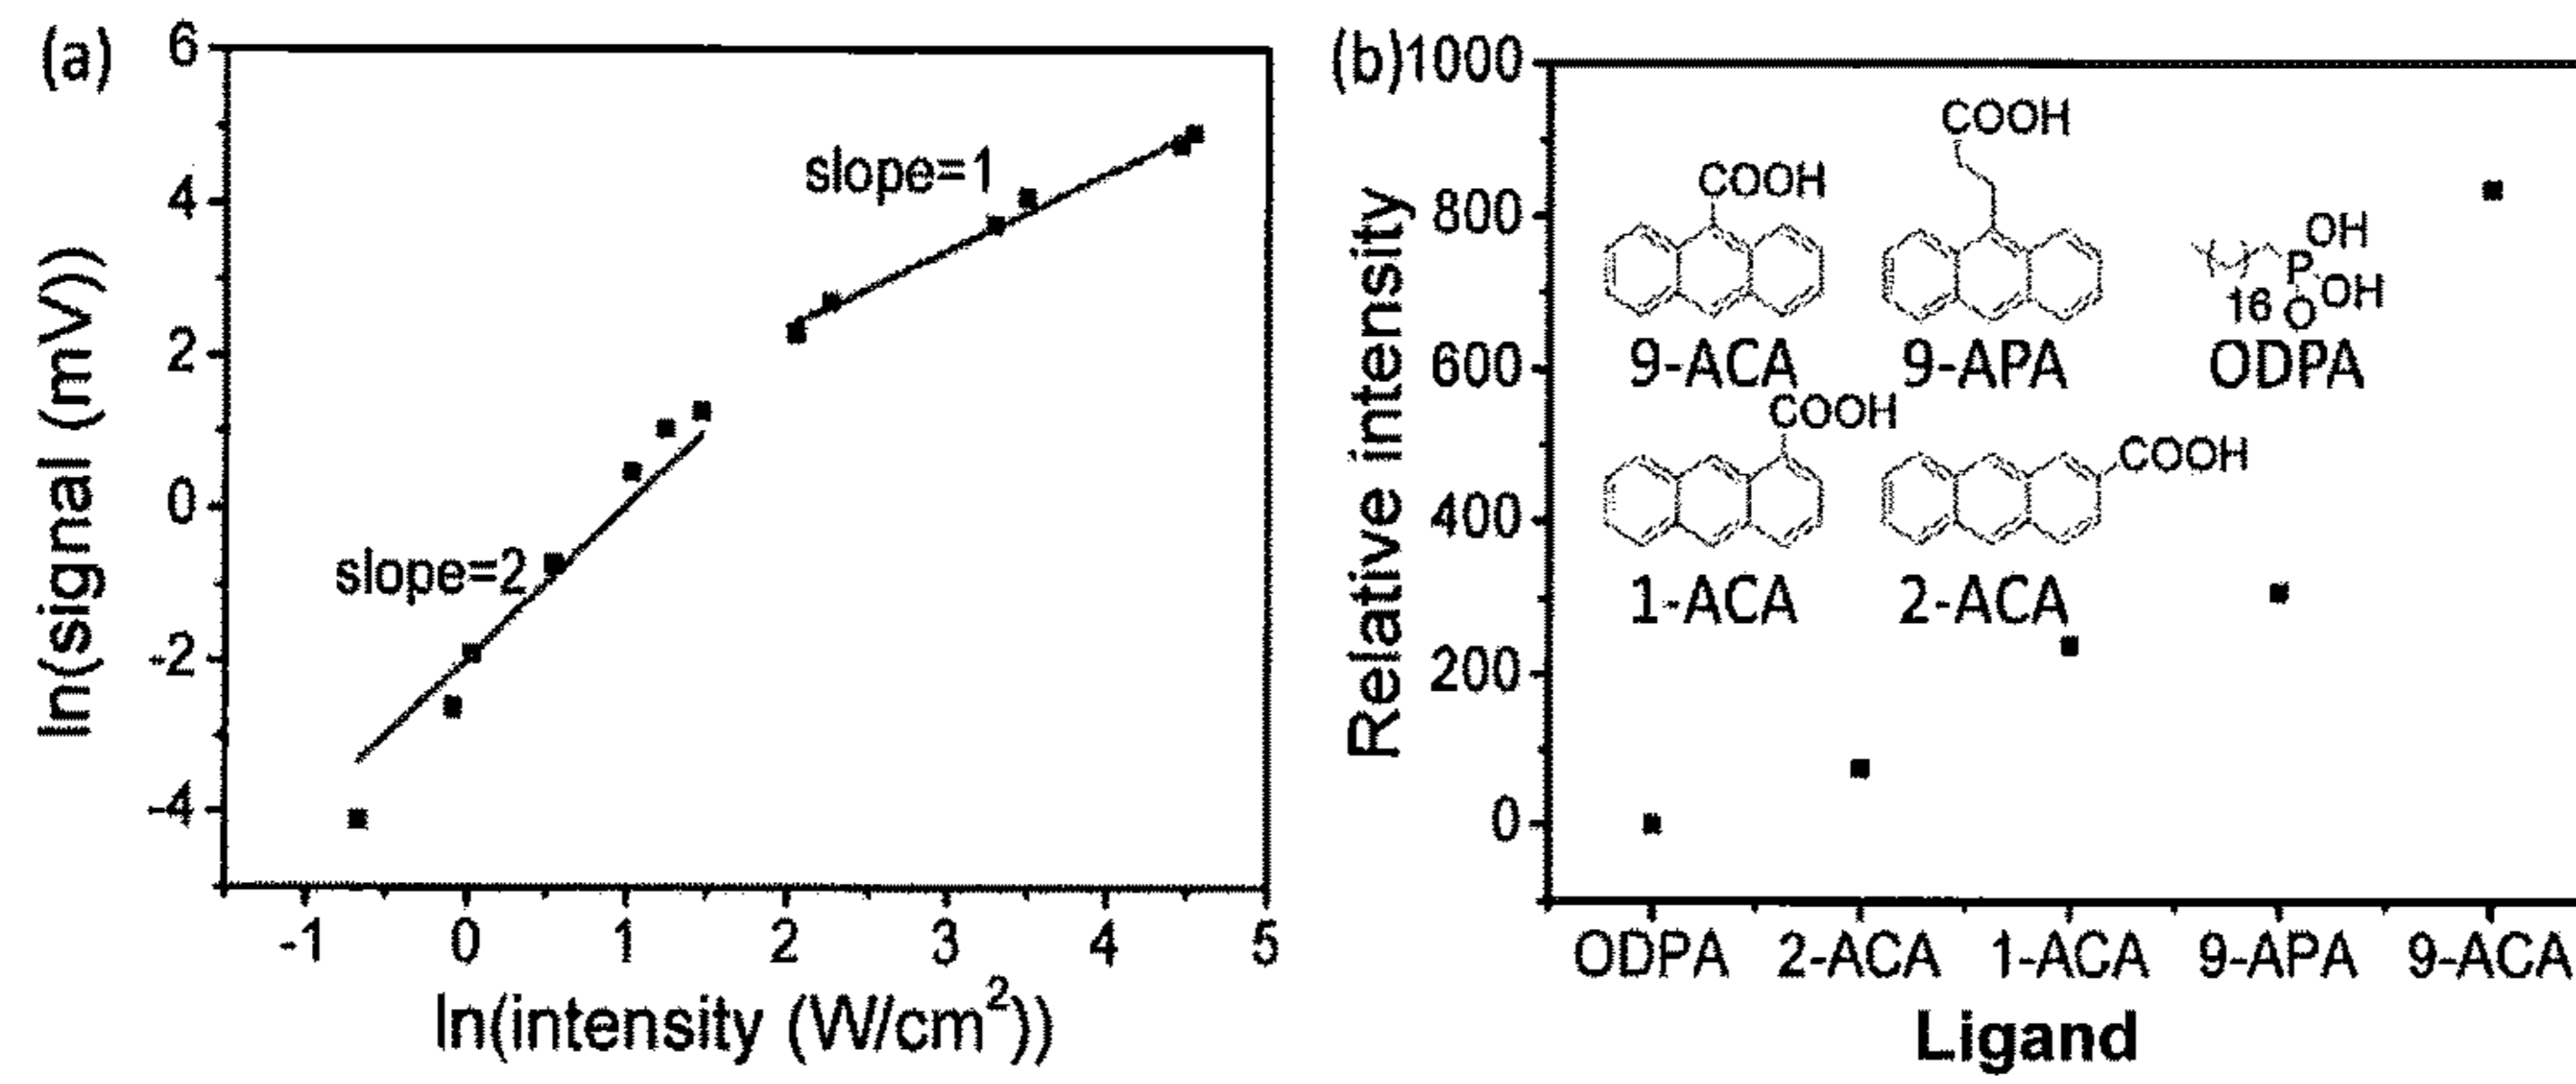 (a)
6
4
2
0
-2
-4
ln(signal (mV))
slope=1
slope=2
-1 0 1 2 3 4 5
ln(intensity (W/cm²))
(b)
1000
800
600
400
200
0
Relative intensity
COOH
COOH
OH
P
OH
16
O
9-ACA 9-APA ODPA
COOH
COOH
1-ACA 2-ACA
ODPA 2-ACA 1-ACA 9-APA 9-ACA
Ligand